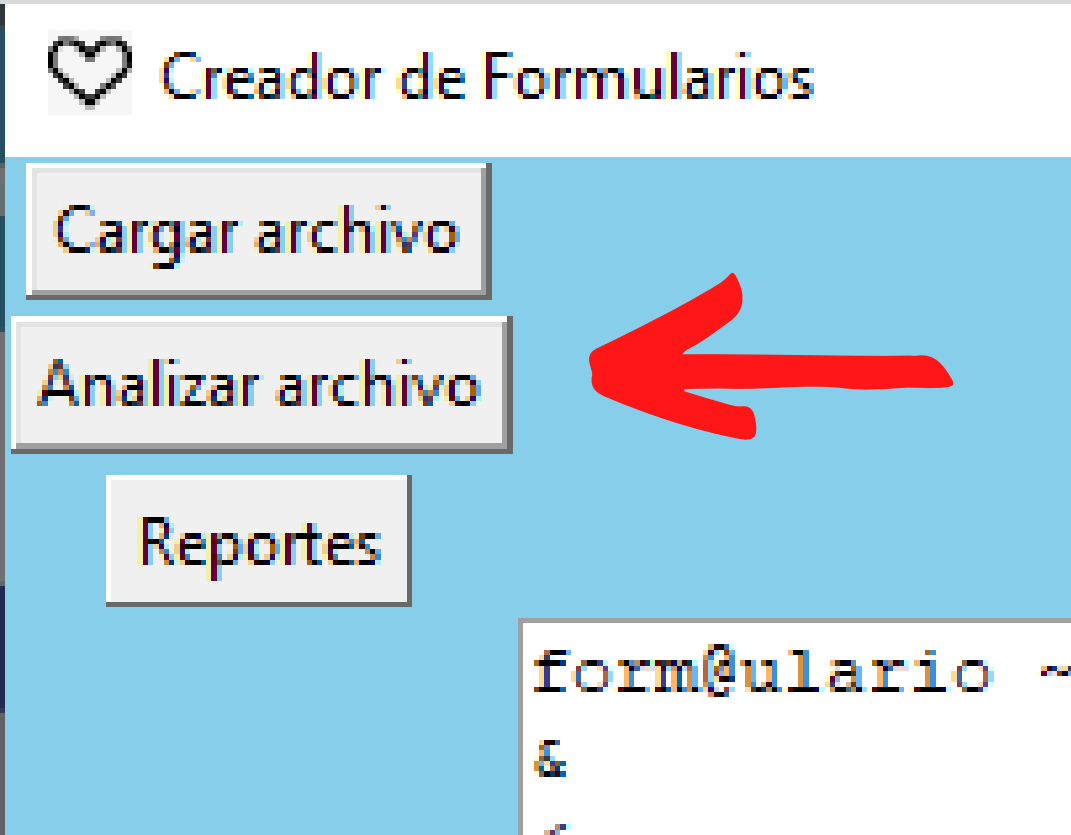 Creador de Formularios
Cargar archivo
Analizar archivo
Reportes
form@ulario ~
&